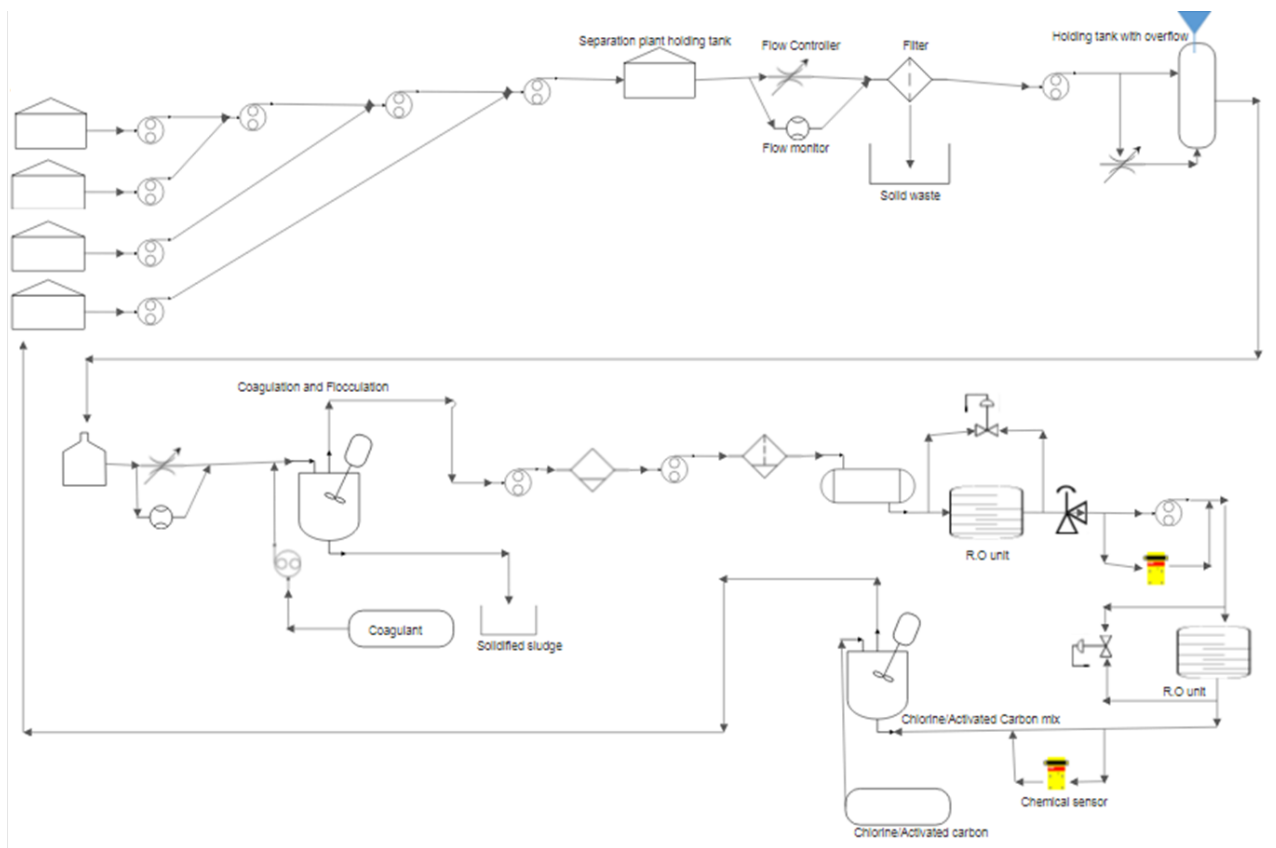 Holding tank with overflow
Separation plant holding tank
Flow Controller
Filter
Flow monitor
Solid waste
Coagulation and Flocculation
R.O unit
Coagulant
Solidified sludge
R.O unit
Chlorine/Activated Carbon mix
Chemical sensor
Chlorine/Activated carbon